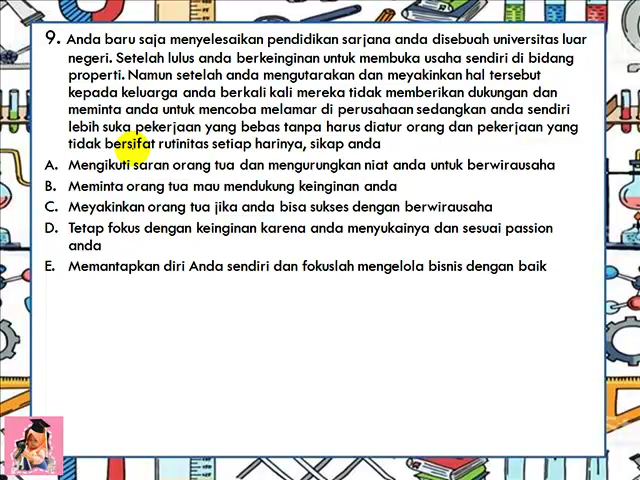 9. Anda baru saja menyelesaikan pendidikan sarjana anda disebuah universitas luar
negeri. Setelah lulus anda berkeinginan untuk membuka usaha sendiri di bidang
properti. Namun setelah anda mengutarakan dan meyakinkan hal tersebut
kepada keluarga anda berkali kali mereka tidak memberikan dukungan dan
meminta anda untuk mencoba melamar di perusahaan sedangkan anda sendiri
lebih suka pekerjaan yang bebas tanpa harus diatur orang dan pekerjaan yang
tidak bersifat rutinitas setiap harinya, sikap anda
A. Mengikuti saran orang tua dan mengurungkan niat anda untuk berwirausaha
B. Meminta orang tua mau mendukung keinginan anda
C. Meyakinkan orang tua jika anda bisa sukses dengan berwirausaha
D. Tetap fokus dengan keinginan karena anda menyukainya dan sesuai passion
anda
E. Memantapkan diri Anda sendiri dan fokuslah mengelola bisnis dengan baik